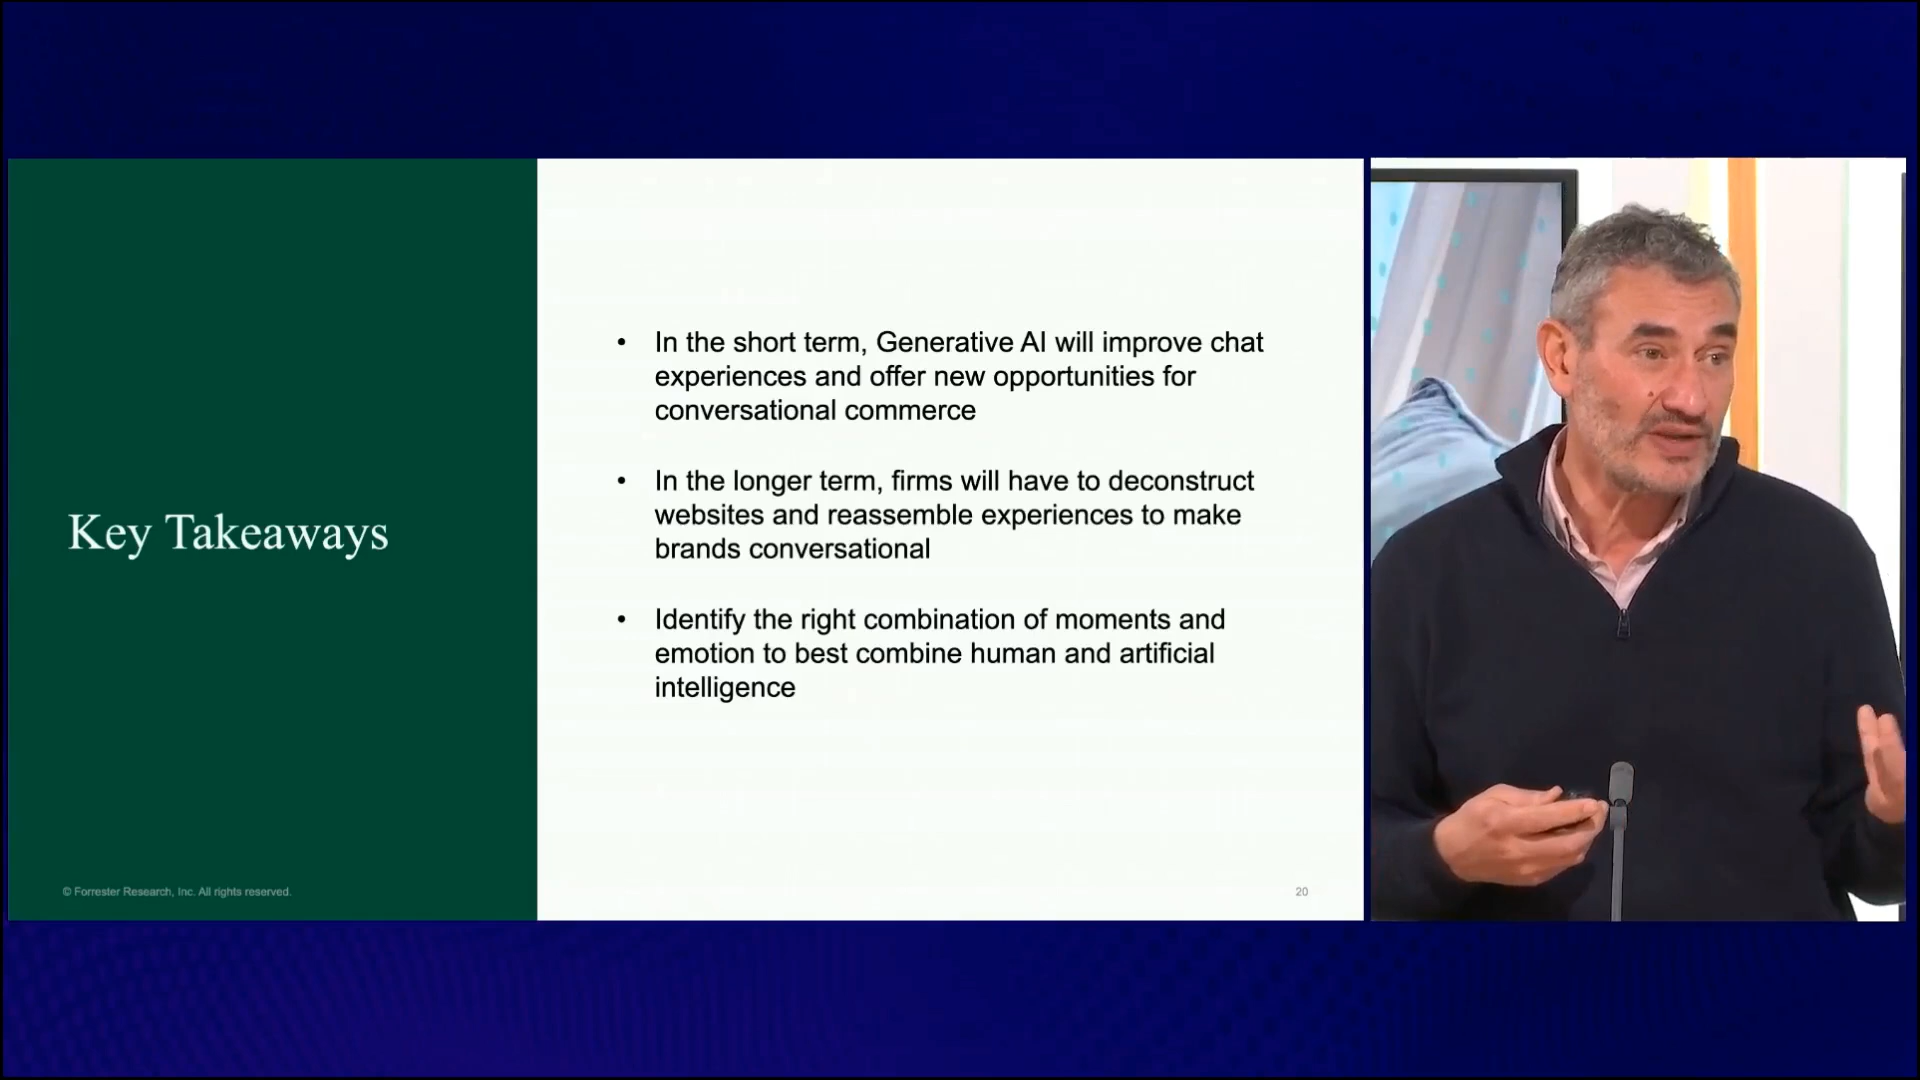 Key Takeaways
• In the short term, Generative AI will improve chat
experiences and offer new opportunities for
conversational commerce
• In the longer term, firms will have to deconstruct
websites and reassemble experiences to make
brands conversational
• Identify the right combination of moments and
emotion to best combine human and artificial
intelligence
© Forrester Research, Inc. All rights reserved.
20